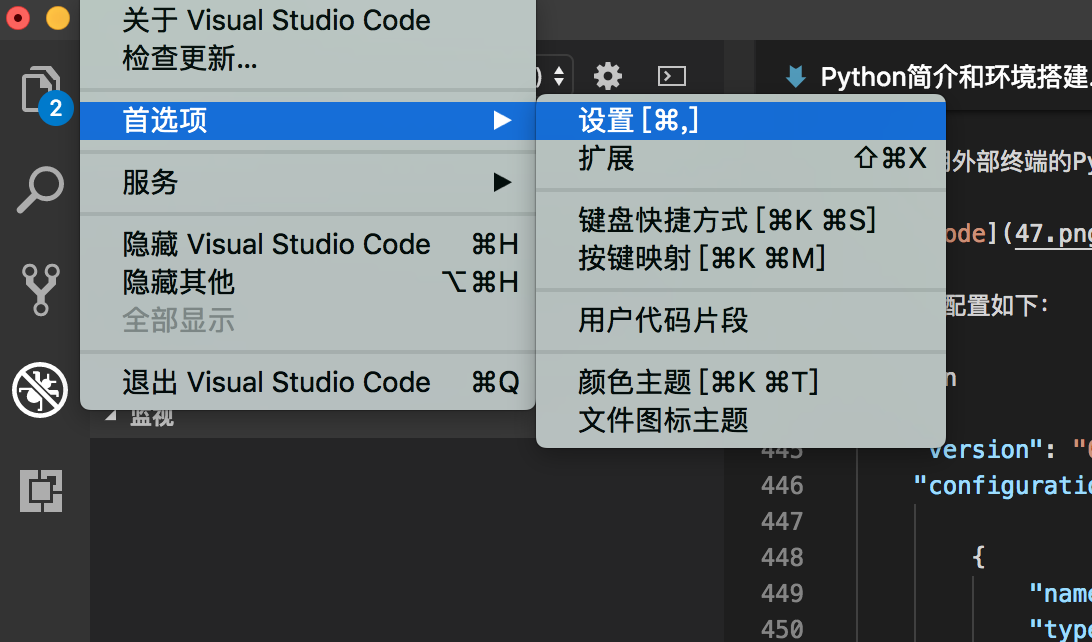 关于 Visual Studio Code
检查更新...
首选项
服务
隐藏 Visual Studio Code ⌘H
隐藏其他 ⌥⌘H
全部显示
退出 Visual Studio Code ⌘Q
设置 [⌘,]
扩展 ⇧⌘X
键盘快捷方式 [⌘K ⌘S]
按键映射 [⌘K ⌘M]
用户代码片段
颜色主题 [⌘K ⌘T]
文件图标主题
2
监视
)
Python简介和环境搭建.
外部终端的Py
ode](47.png
配置如下：
n
445 version": "0
446 "configuratio
447
448 {
449 "name
450 "type